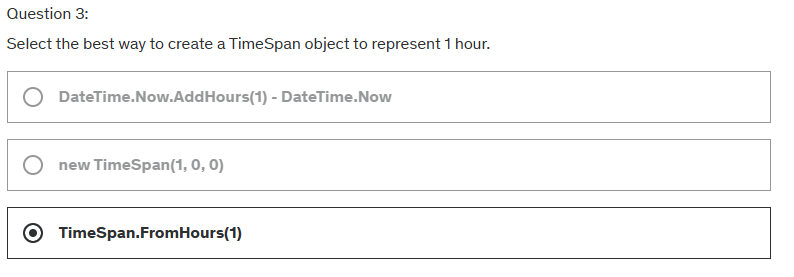 Question 3:
Select the best way to create a TimeSpan object to represent 1 hour.
DateTime.Now.AddHours(1) - DateTime.Now
new TimeSpan(1, 0, 0)
TimeSpan.FromHours(1)